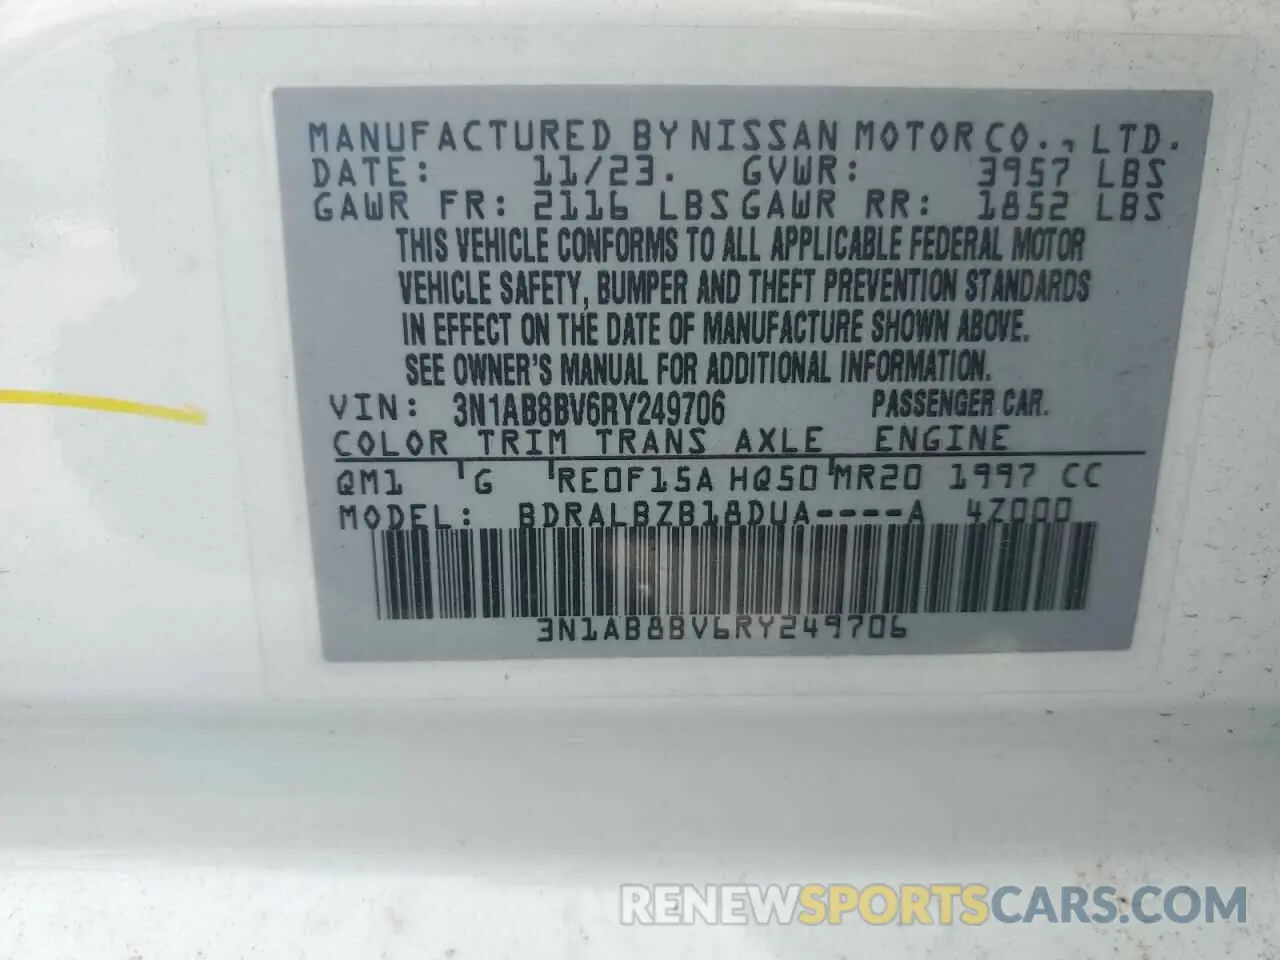 MANUFACTURED BY NISSAN MOTOR CO., LTD.
DATE: 11/23. GVWR: 3957 LBS
GAWR FR: 2116 LBS GAWR RR: 1852 LBS
THIS VEHICLE CONFORMS TO ALL APPLICABLE FEDERAL MOTOR
VEHICLE SAFETY, BUMPER AND THEFT PREVENTION STANDARDS
IN EFFECT ON THE DATE OF MANUFACTURE SHOWN ABOVE.
SEE OWNER'S MANUAL FOR ADDITIONAL INFORMATION.
VIN: 3N1AB8BV6RY249706 PASSENGER CAR.
COLOR TRIM TRANS AXLE ENGINE
QM1 G RE0F15A HQ50 MR20 1997 CC
MODEL: BDRALBZB18DUA----A 4Z000
3N1AB8BV6RY249706
RENEWSPORTSCARS.COM